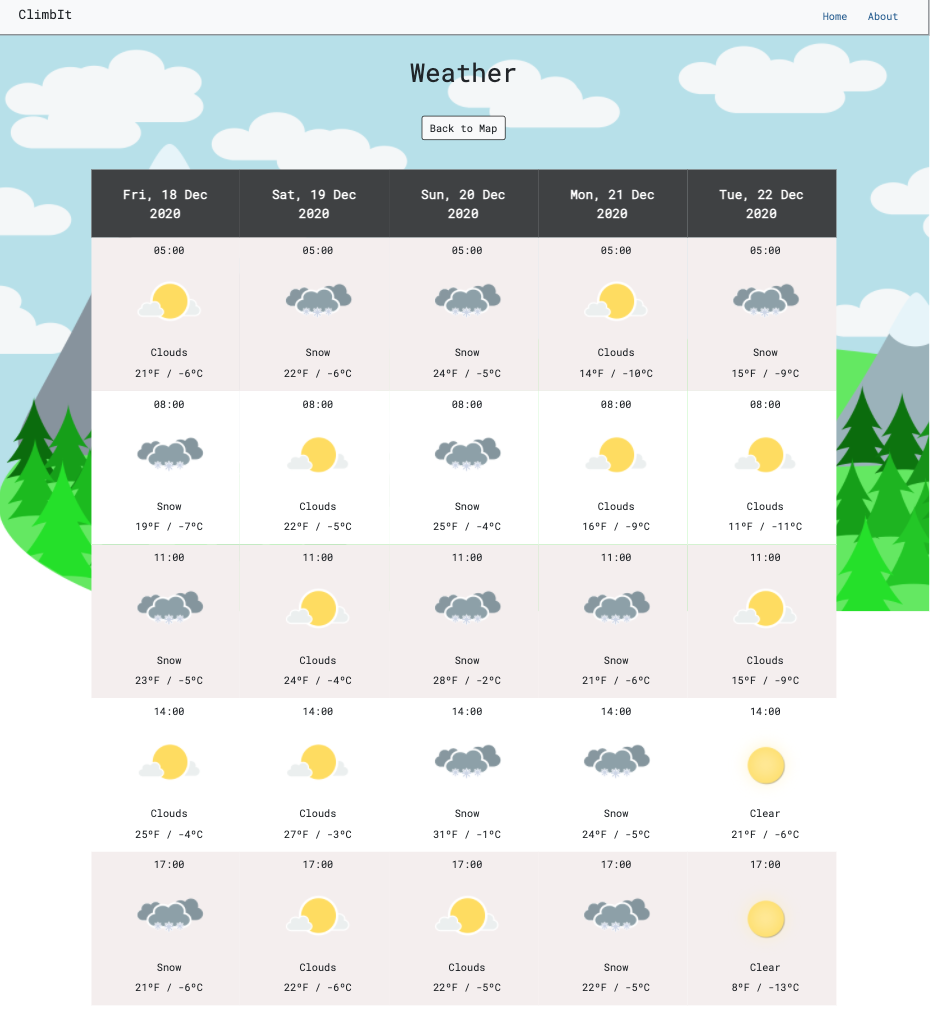 ClimbIt
Home About
Weather
Back to Map
Fri, 18 Dec 2020 Sat, 19 Dec 2020 Sun, 20 Dec 2020 Mon, 21 Dec 2020 Tue, 22 Dec 2020
05:00 05:00 05:00 05:00 05:00
Clouds Snow Snow Clouds Snow
21ºF / -6ºC 22ºF / -6ºC 24ºF / -5ºC 14ºF / -10ºC 15ºF / -9ºC
08:00 08:00 08:00 08:00 08:00
Snow Clouds Snow Clouds Clouds
19ºF / -7ºC 22ºF / -5ºC 25ºF / -4ºC 16ºF / -9ºC 11ºF / -11ºC
11:00 11:00 11:00 11:00 11:00
Snow Clouds Snow Snow Clouds
23ºF / -5ºC 24ºF / -4ºC 28ºF / -2ºC 21ºF / -6ºC 15ºF / -9ºC
14:00 14:00 14:00 14:00 14:00
Clouds Clouds Snow Snow Clear
25ºF / -4ºC 27ºF / -3ºC 31ºF / -1ºC 24ºF / -5ºC 21ºF / -6ºC
17:00 17:00 17:00 17:00 17:00
Snow Clouds Clouds Snow Clear
21ºF / -6ºC 22ºF / -6ºC 22ºF / -5ºC 22ºF / -5ºC 8ºF / -13ºC